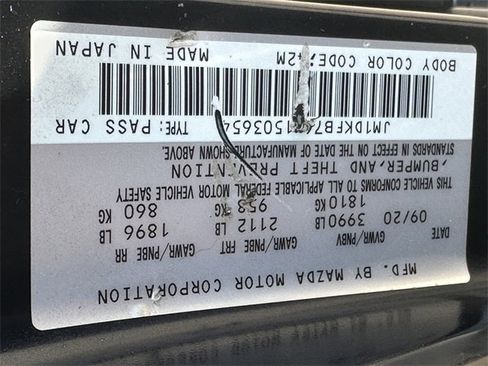 MFD. BY MAZDA MOTOR CORPORATION
DATE GVWR/PNBV GAWR/PNBE FRT GAWR/PNBE RR
09/20 3990LB 2112 LB 1896 LB
1810KG 958 KG 860 KG
THIS VEHICLE CONFORMS TO ALL APPLICABLE FEDERAL MOTOR VEHICLE SAFETY
, BUMPER, AND THEFT PREVENTION
STANDARDS IN EFFECT ON THE DATE OF MANUFACTURE SHOWN ABOVE.
TYPE: PASS CAR
BODY COLOR CODE: MADE IN JAPAN